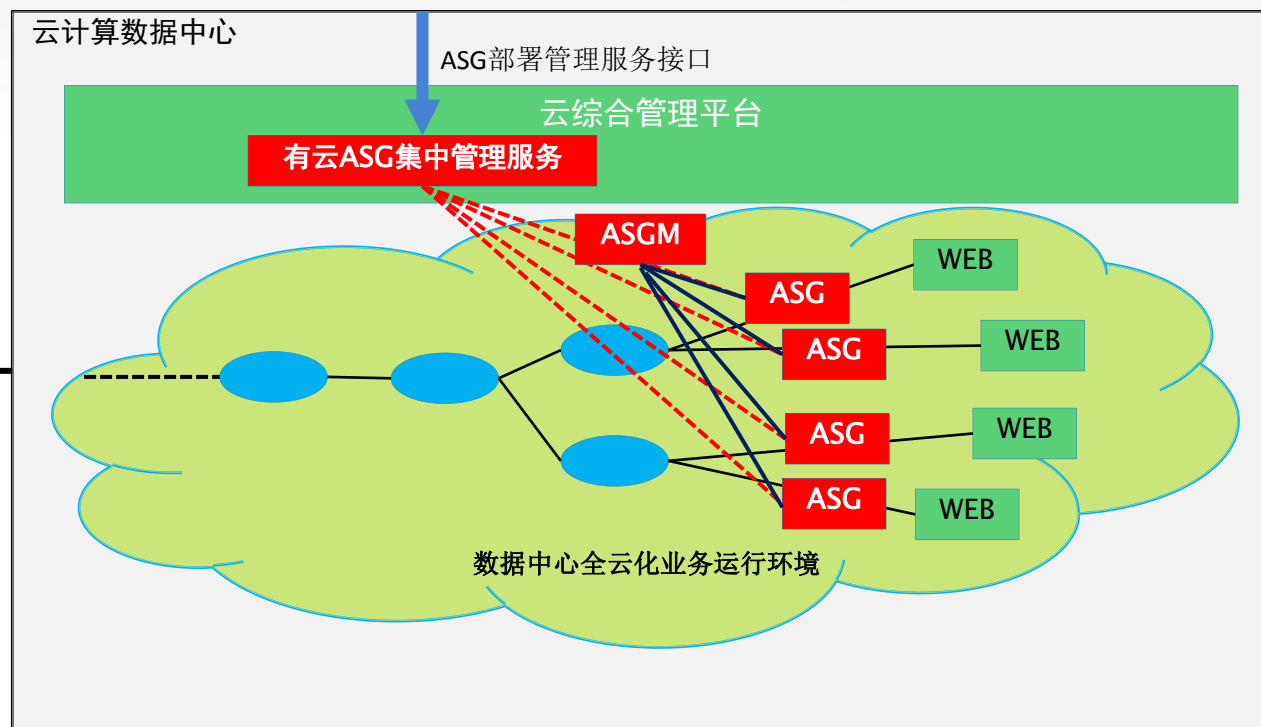 云计算数据中心
ASG部署管理服务接口
云综合管理平台
有云ASG集中管理服务
ASGM
WEB
ASG
WEB
ASG
WEB
ASG
WEB
ASG
数据中心全云化业务运行环境